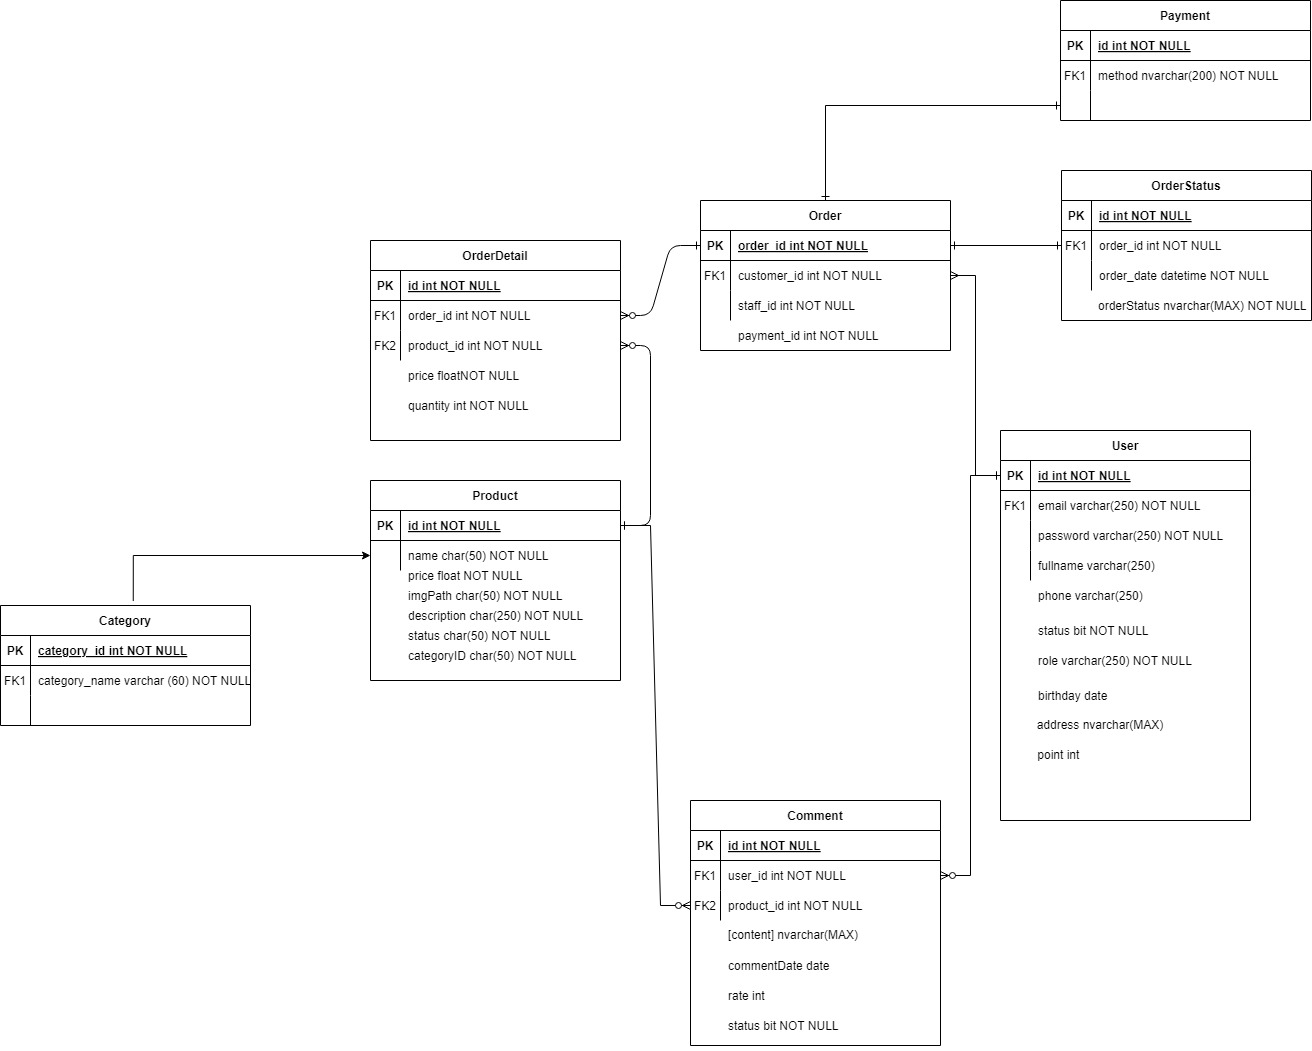 Payment
PK id int NOT NULL
FK1 method nvarchar(200) NOT NULL
OrderStatus
PK id int NOT NULL
FK1 order_id int NOT NULL
order_date datetime NOT NULL
orderStatus nvarchar(MAX) NOT NULL
Order
PK order_id int NOT NULL
FK1 customer_id int NOT NULL
staff_id int NOT NULL
payment_id int NOT NULL
OrderDetail
PK id int NOT NULL
FK1 order_id int NOT NULL
FK2 product_id int NOT NULL
price floatNOT NULL
quantity int NOT NULL
User
PK id int NOT NULL
FK1 email varchar(250) NOT NULL
password varchar(250) NOT NULL
fullname varchar(250)
phone varchar(250)
status bit NOT NULL
role varchar(250) NOT NULL
birthday date
address nvarchar(MAX)
point int
Product
PK id int NOT NULL
name char(50) NOT NULL
price float NOT NULL
imgPath char(50) NOT NULL
description char(250) NOT NULL
status char(50) NOT NULL
categoryID char(50) NOT NULL
Category
PK category_id int NOT NULL
FK1 category_name varchar (60) NOT NULL
Comment
PK id int NOT NULL
FK1 user_id int NOT NULL
FK2 product_id int NOT NULL
[content] nvarchar(MAX)
commentDate date
rate int
status bit NOT NULL